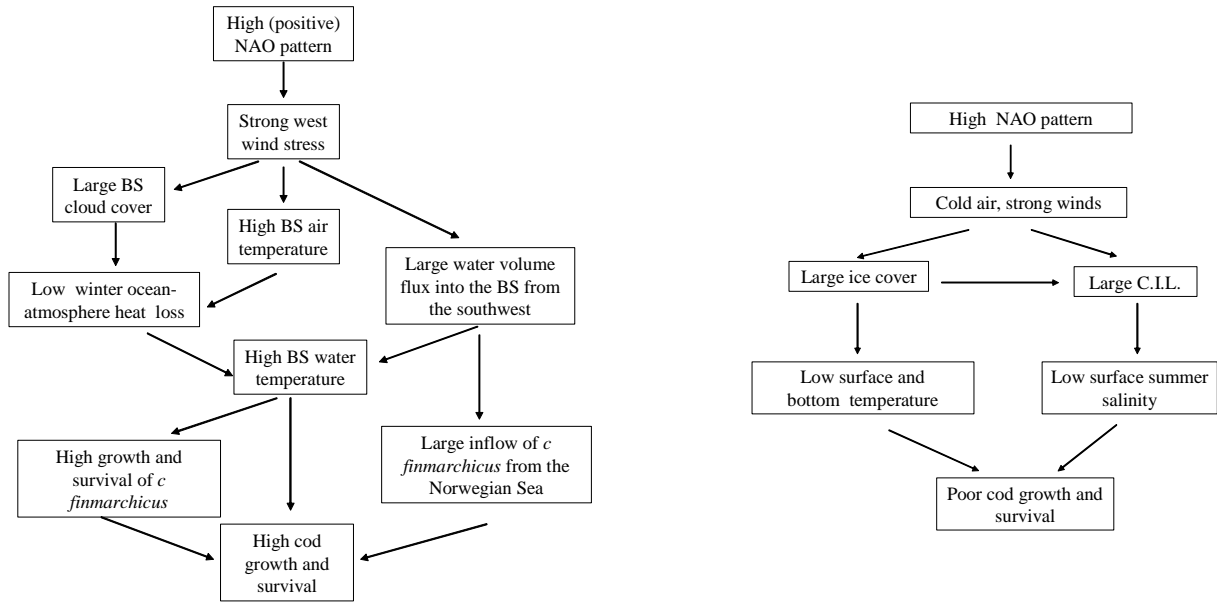 High (positive)
NAO pattern
Strong west
wind stress
Large BS
cloud cover
High BS air
temperature
Large water volume
flux into the BS from
the southwest
Low winter ocean-
atmosphere heat loss
High BS water
temperature
High growth and
survival of c
finmarchicus
Large inflow of c
finmarchicus from the
Norwegian Sea
High cod
growth and
survival
High NAO pattern
Cold air, strong winds
Large ice cover
Large C.I.L.
Low surface and
bottom temperature
Low surface summer
salinity
Poor cod growth and
survival